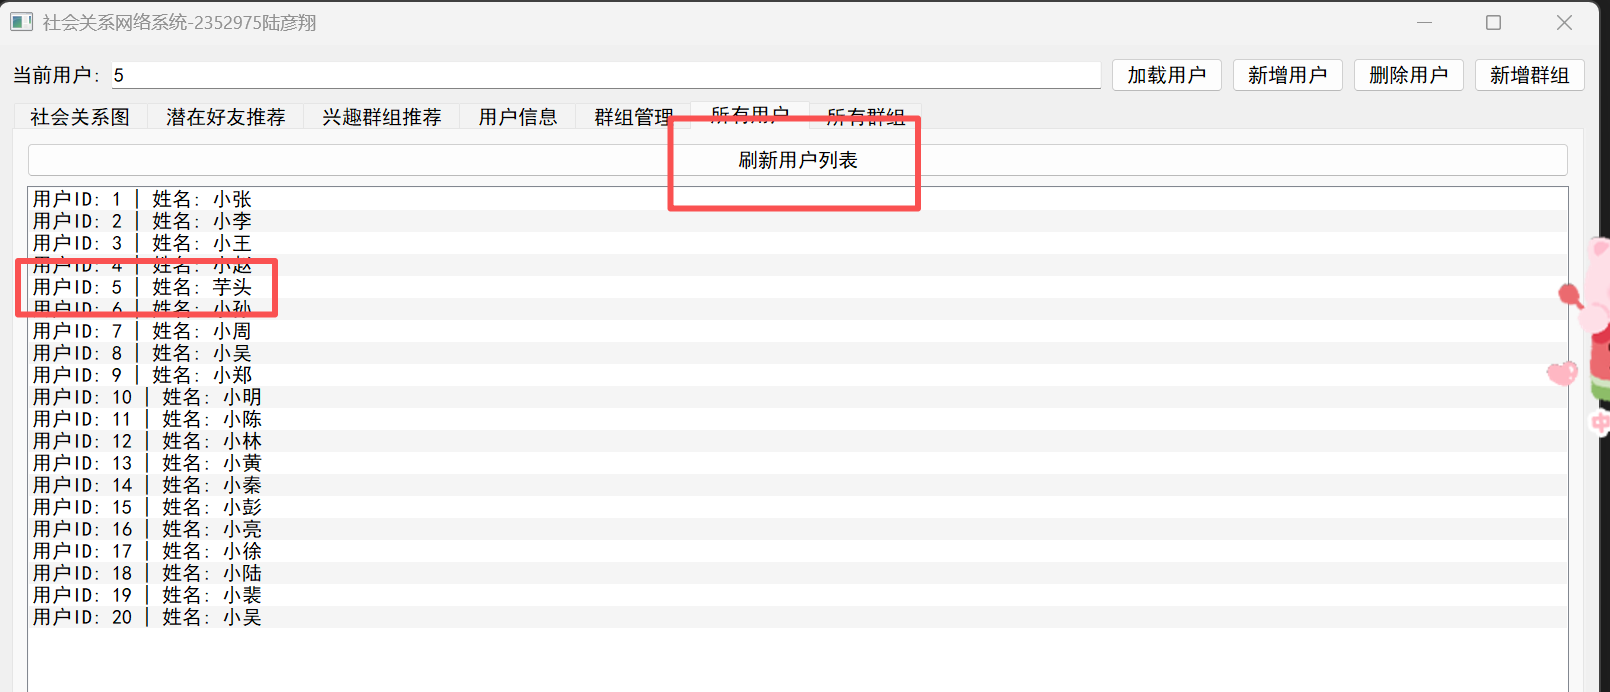 社会关系网络系统-2352975陆彦翔
当前用户: 5 加载用户 新增用户 删除用户 新增群组
社会关系图 潜在好友推荐 兴趣群组推荐 用户信息 群组管理 所有用户 所有群组
刷新用户列表
用户ID: 1 | 姓名: 小张
用户ID: 2 | 姓名: 小李
用户ID: 3 | 姓名: 小王
用户ID: 4 | 姓名: 小赵
用户ID: 5 | 姓名: 芋头
用户ID: 6 | 姓名: 小孙
用户ID: 7 | 姓名: 小周
用户ID: 8 | 姓名: 小吴
用户ID: 9 | 姓名: 小郑
用户ID: 10 | 姓名: 小明
用户ID: 11 | 姓名: 小陈
用户ID: 12 | 姓名: 小林
用户ID: 13 | 姓名: 小黄
用户ID: 14 | 姓名: 小秦
用户ID: 15 | 姓名: 小彭
用户ID: 16 | 姓名: 小亮
用户ID: 17 | 姓名: 小徐
用户ID: 18 | 姓名: 小陆
用户ID: 19 | 姓名: 小裴
用户ID: 20 | 姓名: 小吴
中